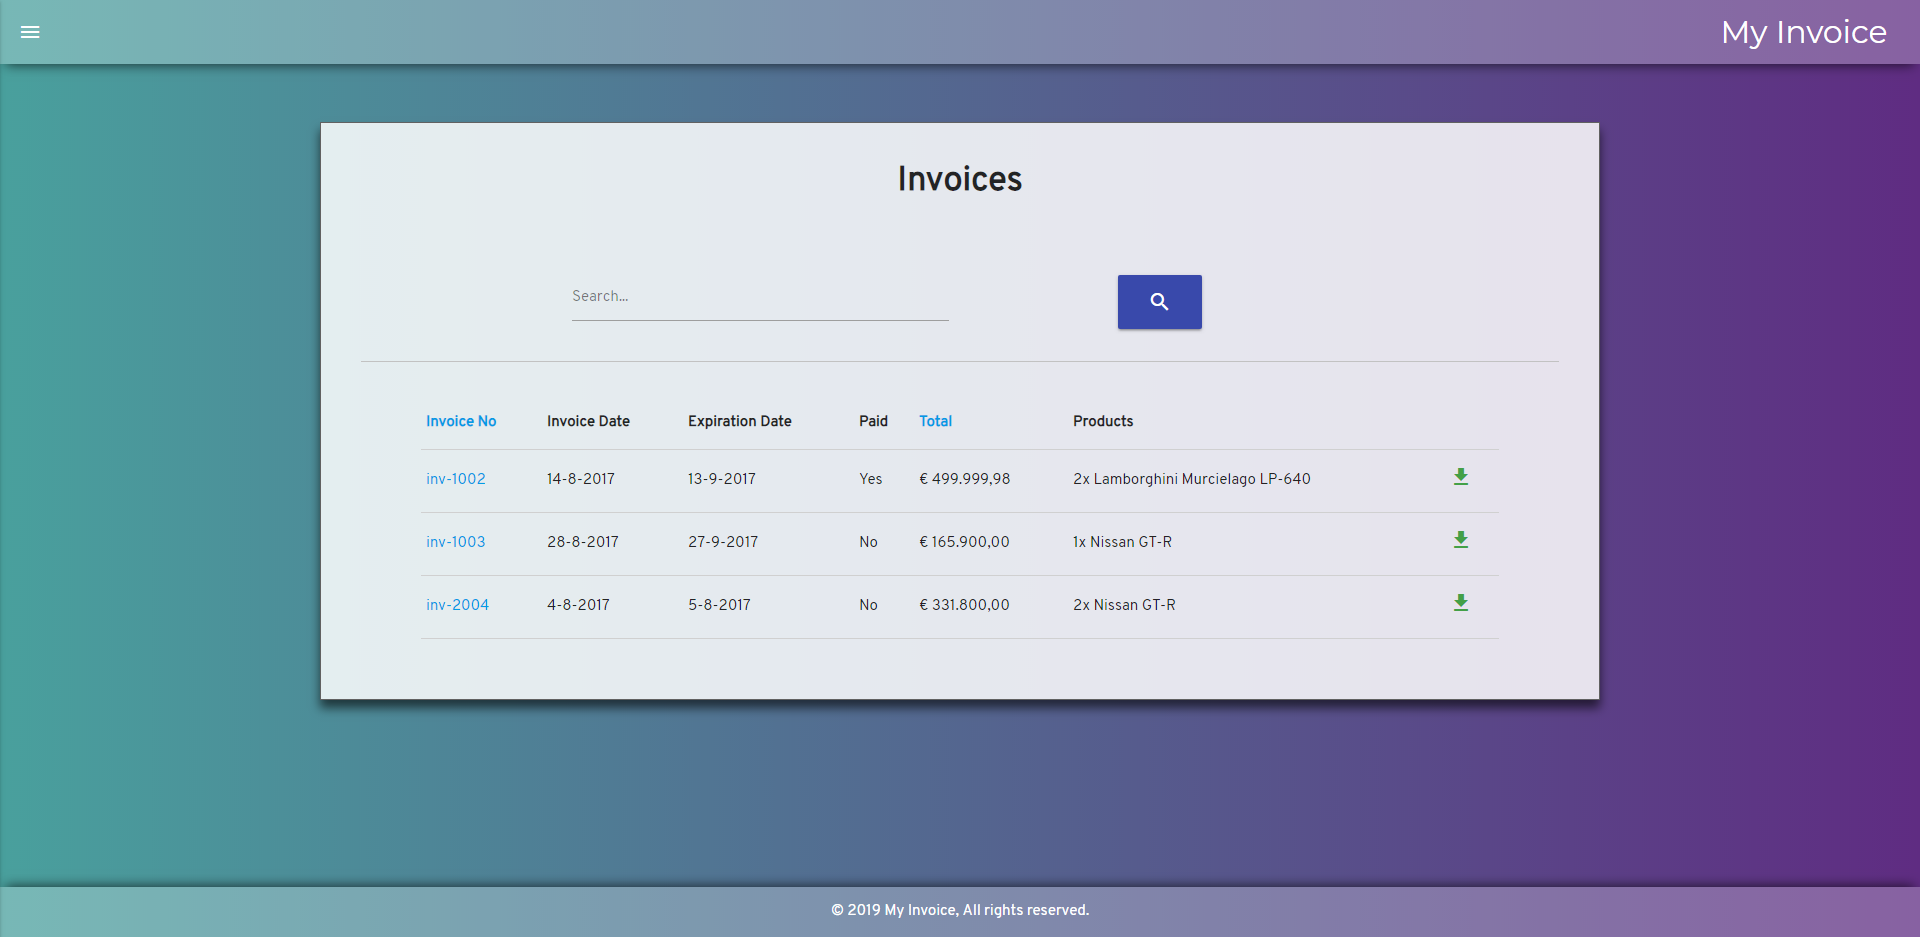 My Invoice
Invoices
Search...
Invoice No Invoice Date Expiration Date Paid Total Products
inv-1002 14-8-2017 13-9-2017 Yes € 499.999,98 2x Lamborghini Murcielago LP-640
inv-1003 28-8-2017 27-9-2017 No € 165.900,00 1x Nissan GT-R
inv-2004 4-8-2017 5-8-2017 No € 331.800,00 2x Nissan GT-R
© 2019 My Invoice, All rights reserved.